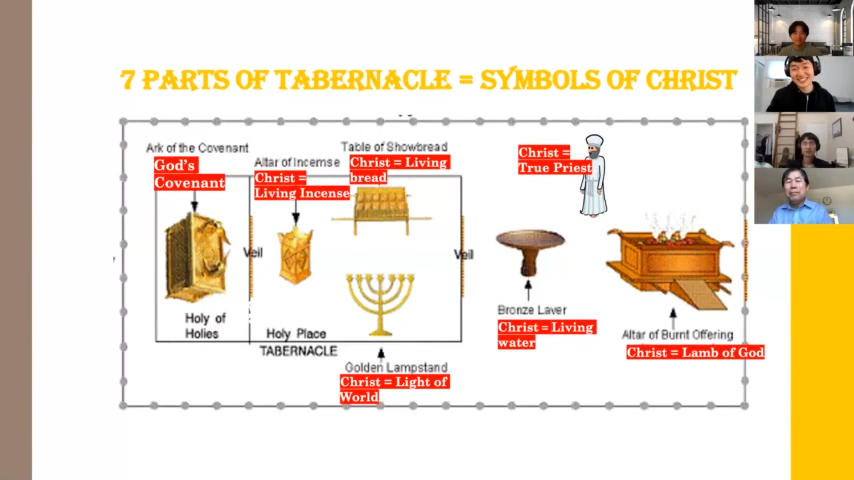 7 PARTS OF TABERNACLE = SYMBOLS OF CHRIST
Ark of the Covenant
God's
Covenant
Altar of Incemse
Christ =
Living Incense
Table of Showbread
Christ = Living
bread
Christ =
True Priest
Veil
Veil
Holy of
Holies
Holy Place
TABERNACLE
Golden Lampstand
Christ = Light of
World
Bronze Laver
Christ = Living
water
Altar of Burnt Offering
Christ = Lamb of God